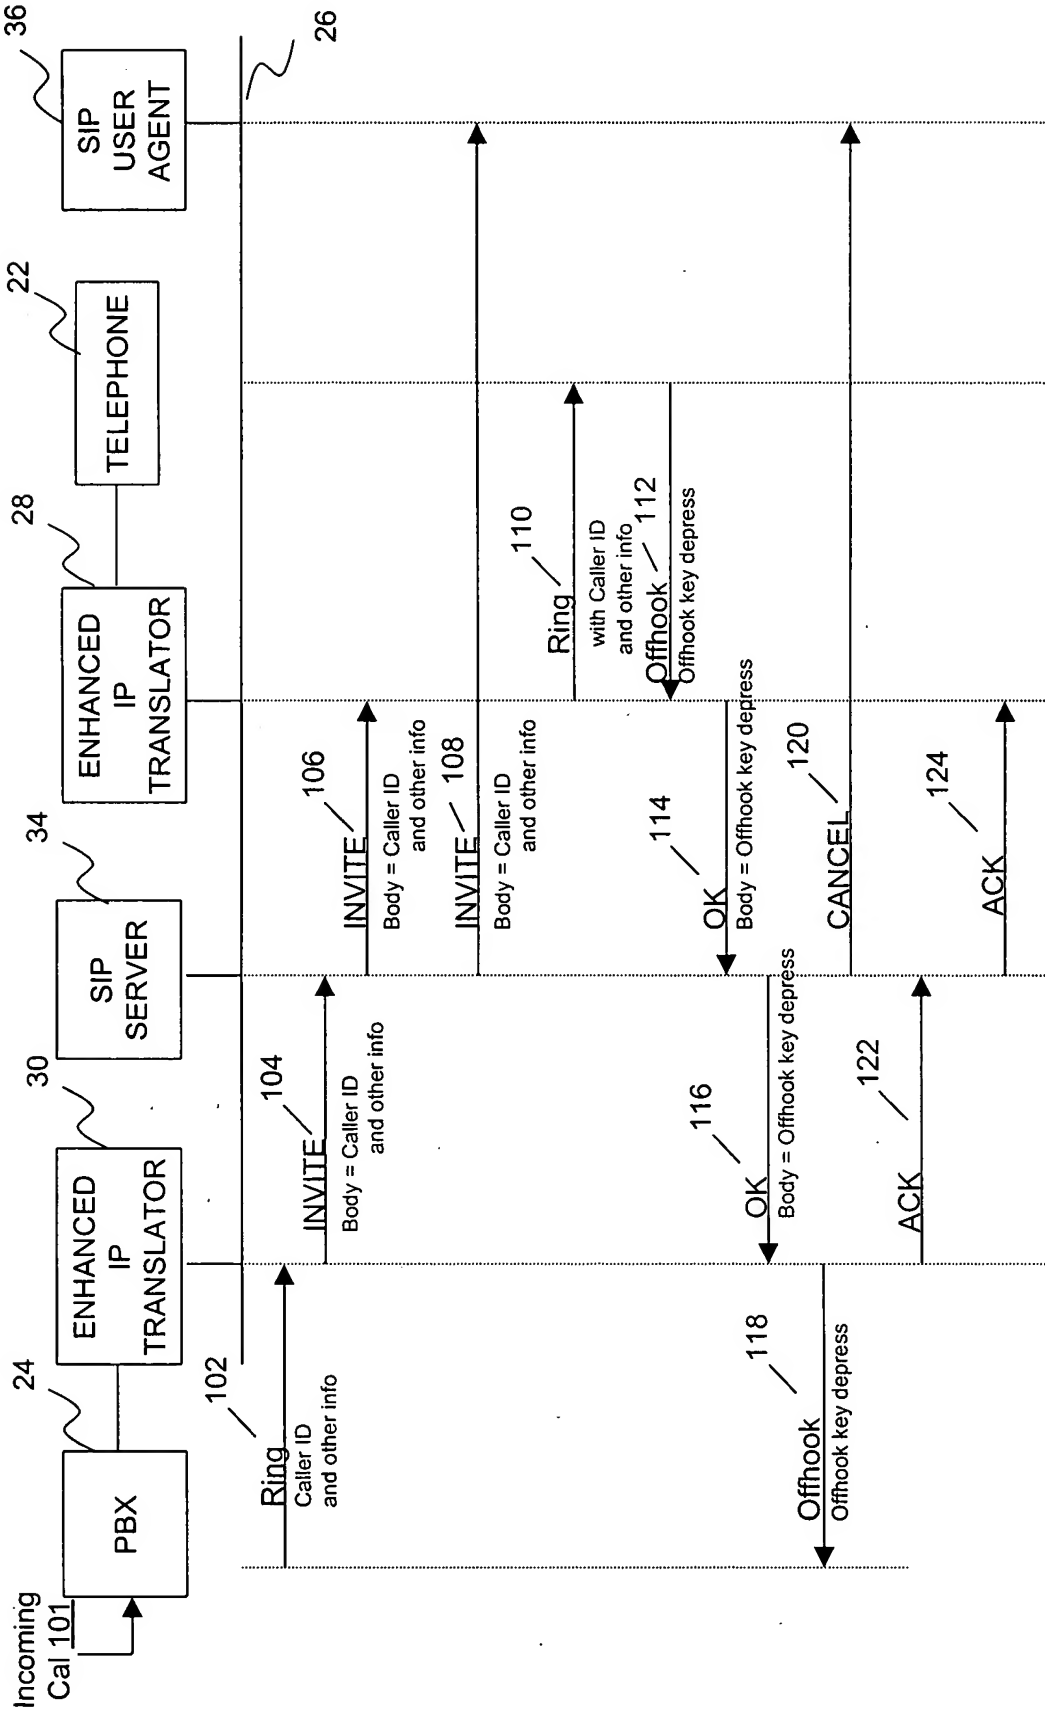 Incoming
Cal 101
24
PBX
30
ENHANCED
IP
TRANSLATOR
34
SIP
SERVER
28
ENHANCED
IP
TRANSLATOR
22
TELEPHONE
36
SIP
USER
AGENT
26
102
Ring
Caller ID
and other info
104
INVITE
Body = Caller ID
and other info
106
INVITE
Body = Caller ID
and other info
108
INVITE
Body = Caller ID
and other info
110
Ring
with Caller ID
and other info
112
Offhook
Offhook key depress
114
OK
Body = Offhook key depress
116
OK
Body = Offhook key depress
118
Offhook
Offhook key depress
120
CANCEL
122
ACK
124
ACK